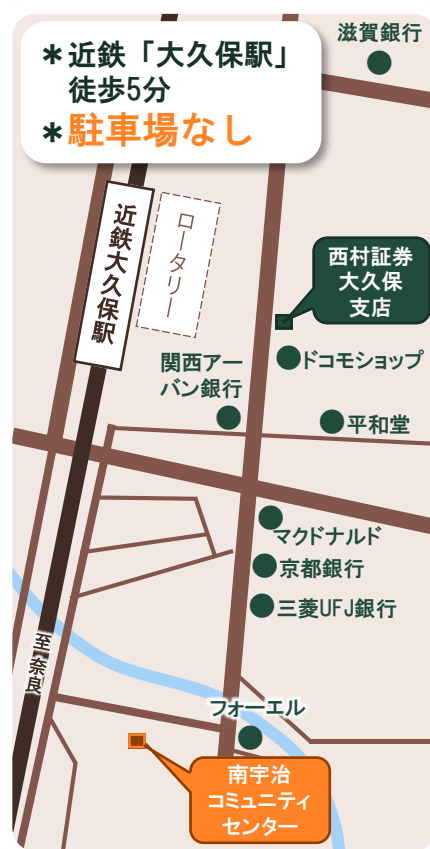 ＊近鉄「大久保駅」
徒歩5分
＊駐車場なし
滋賀銀行
近鉄大久保駅
ロータリー
西村証券
大久保
支店
ドコモショップ
関西アー
バン銀行
平和堂
マクドナルド
京都銀行
三菱UFJ銀行
至 奈良
フォーエル
南宇治
コミュニティ
センター